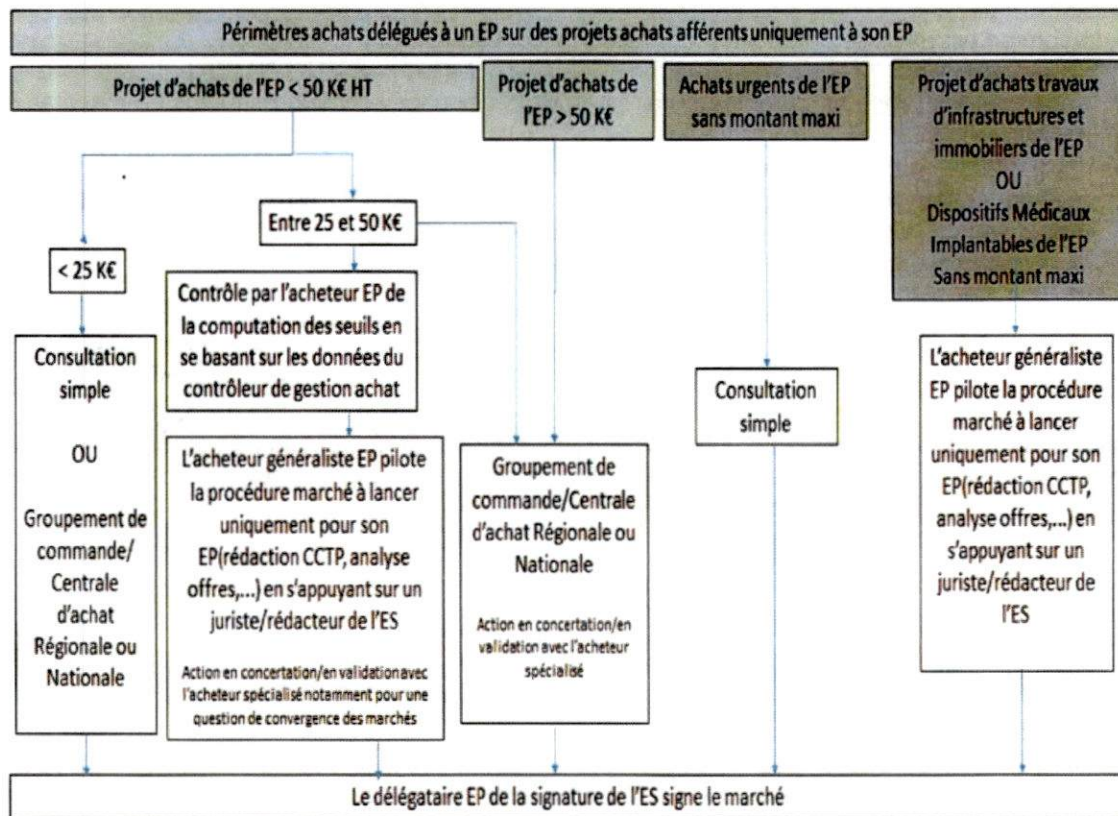 Périmètres achats délégués à un EP sur des projets achats afférents uniquement à son EP
Projet d'achats de l'EP < 50 K€ HT
Projet d'achats de
l'EP > 50 K€
Achats urgents de l'EP
sans montant maxi
Projet d'achats travaux
d'infrastructures et
immobiliers de l'EP
OU
Dispositifs Médicaux
Implantables de l'EP
Sans montant maxi
< 25 K€
Entre 25 et 50 K€
Consultation
simple
OU
Groupement de
commande/
Centrale
d'achat
Régionale ou
Nationale
Contrôle par l'acheteur EP de
la computation des seuils en
se basant sur les données du
contrôleur de gestion achat
L'acheteur généraliste EP pilote
la procédure marché à lancer
uniquement pour son
EP(rédaction CCTP, analyse
offres,...) en s'appuyant sur un
juriste/rédacteur de l'ES
Action en concertation/en validation avec
l'acheteur spécialisé notamment pour une
question de convergence des marchés
Groupement de
commande/Centrale
d'achat Régionale ou
Nationale
Action en concertation/en
validation avec l'acheteur
spécialisé
Consultation
simple
L'acheteur généraliste
EP pilote la procédure
marché à lancer
uniquement pour son
EP(rédaction CCTP,
analyse offres,...) en
s'appuyant sur un
juriste/rédacteur de
l'ES
Le délégataire EP de la signature de l'ES signe le marché